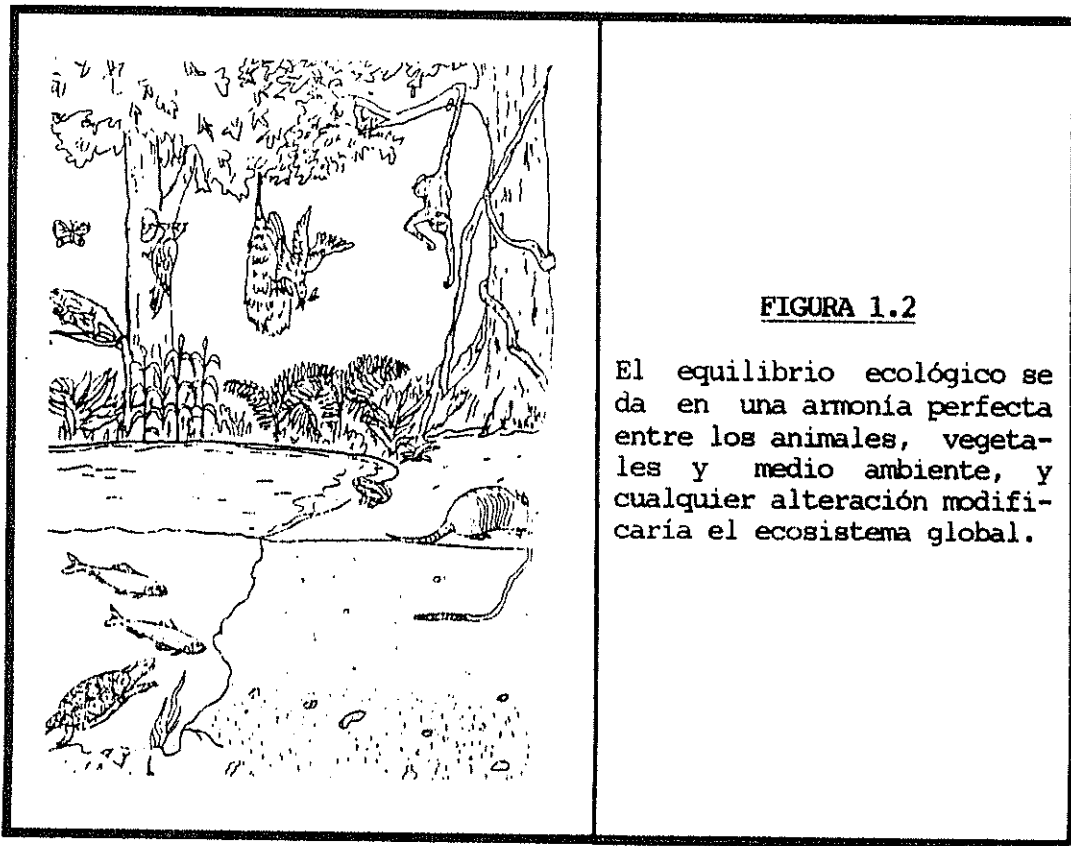 FIGURA 1.2
El equilibrio ecológico se
da en una armonía perfecta
entre los animales, vegeta-
les y medio ambiente, y
cualquier alteración modifi-
caría el ecosistema global.